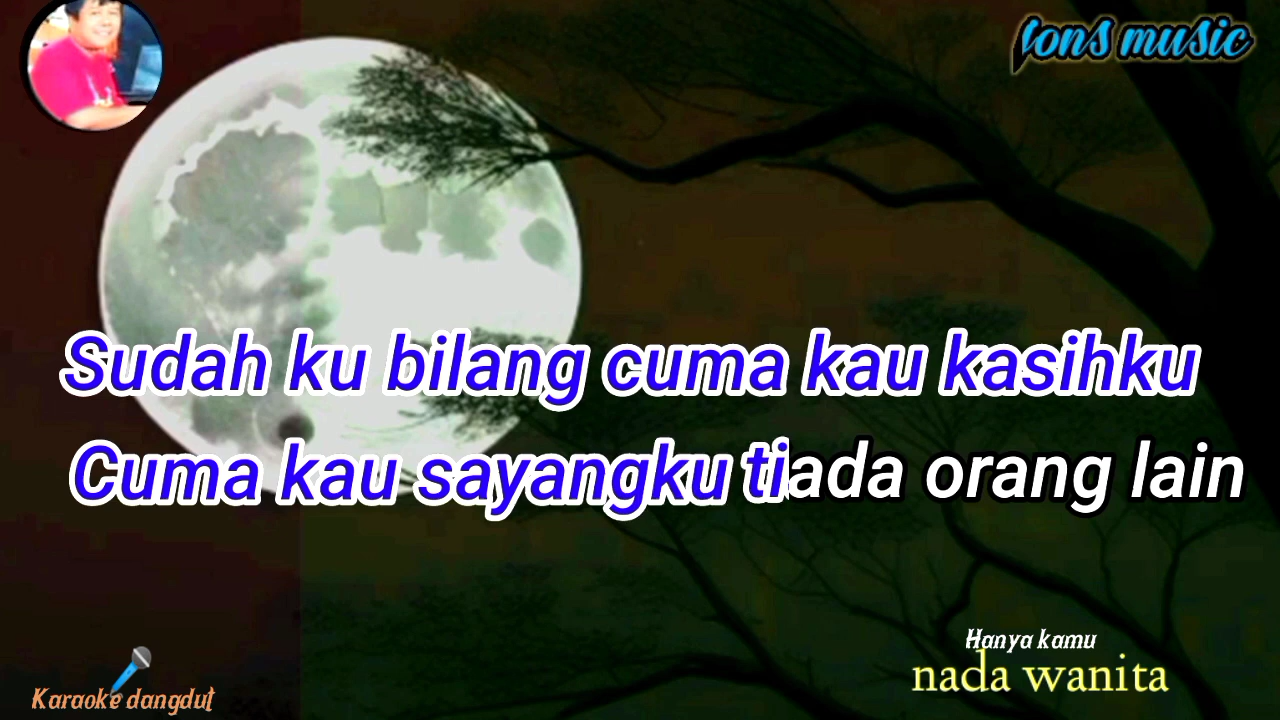 fons music
Sudah ku bilang cuma kau kasihku
Cuma kau sayangku tiada orang lain
Hanya kamu
nada wanita
Karaoke dangdut